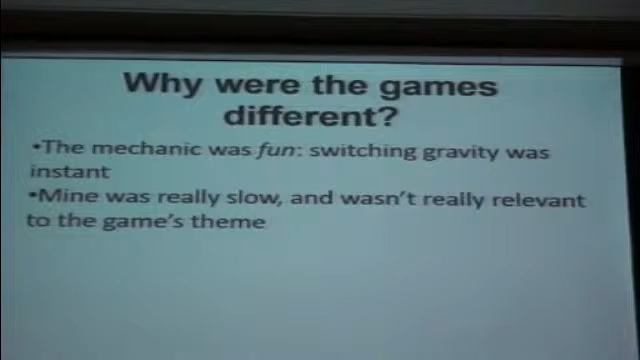 Why were the games
different?
•The mechanic was fun: switching gravity was
instant
•Mine was really slow, and wasn't really relevant
to the game's theme